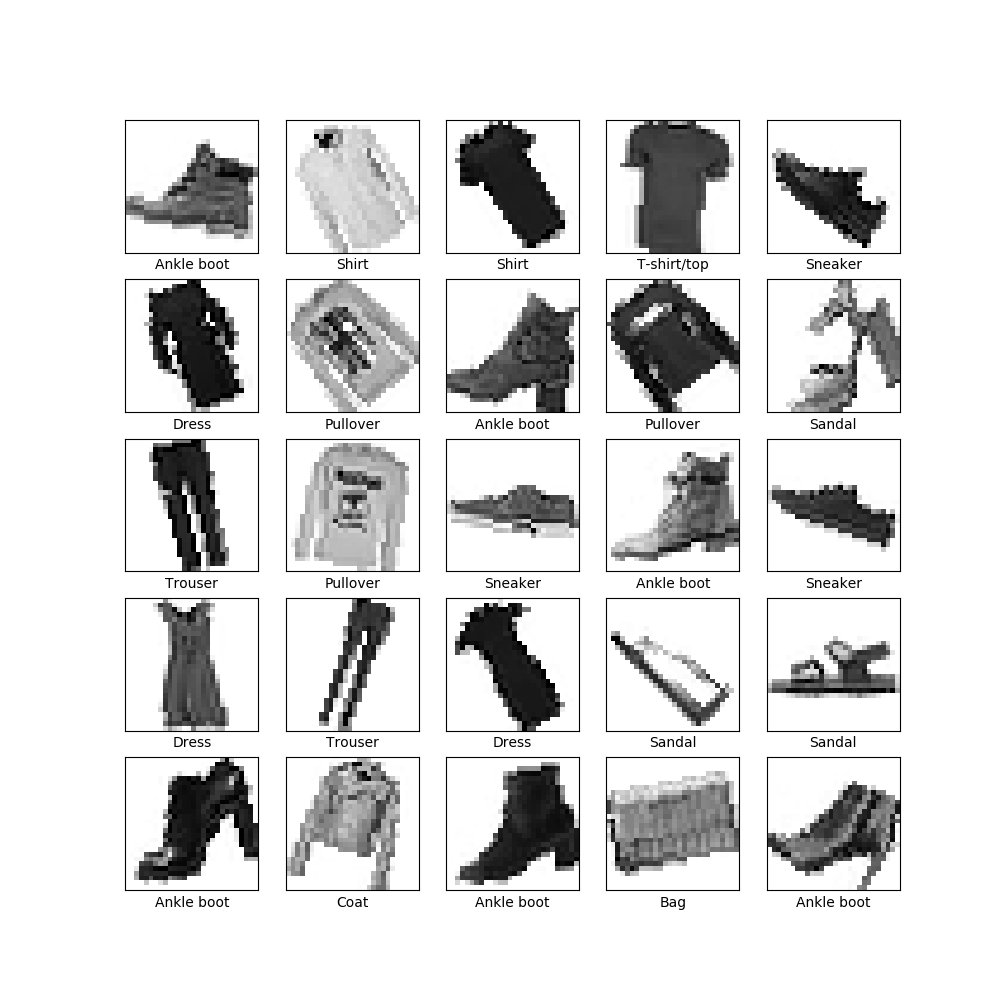 Ankle boot Shirt Shirt T-shirt/top Sneaker
Dress Pullover Ankle boot Pullover Sandal
Trouser Pullover Sneaker Ankle boot Sneaker
Dress Trouser Dress Sandal Sandal
Ankle boot Coat Ankle boot Bag Ankle boot